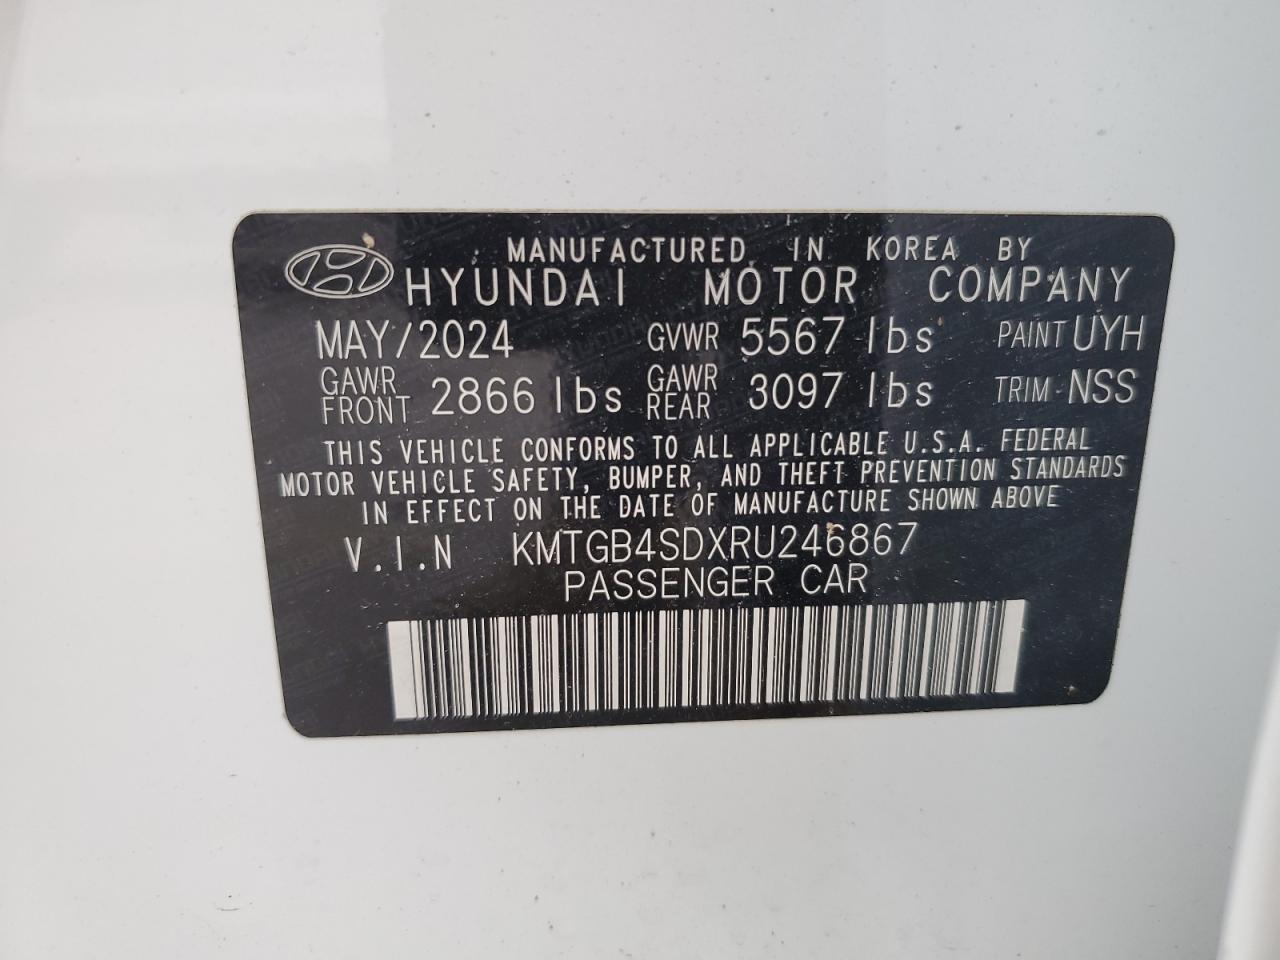 MANUFACTURED IN KOREA BY
HYUNDAI MOTOR COMPANY
MAY/2024 GVWR 5567 lbs PAINT UYH
GAWR FRONT 2866 lbs GAWR REAR 3097 lbs TRIM NSS
THIS VEHICLE CONFORMS TO ALL APPLICABLE U.S.A. FEDERAL
MOTOR VEHICLE SAFETY, BUMPER, AND THEFT PREVENTION STANDARDS
IN EFFECT ON THE DATE OF MANUFACTURE SHOWN ABOVE
V.I.N KMTGB4SDXRU246867
PASSENGER CAR